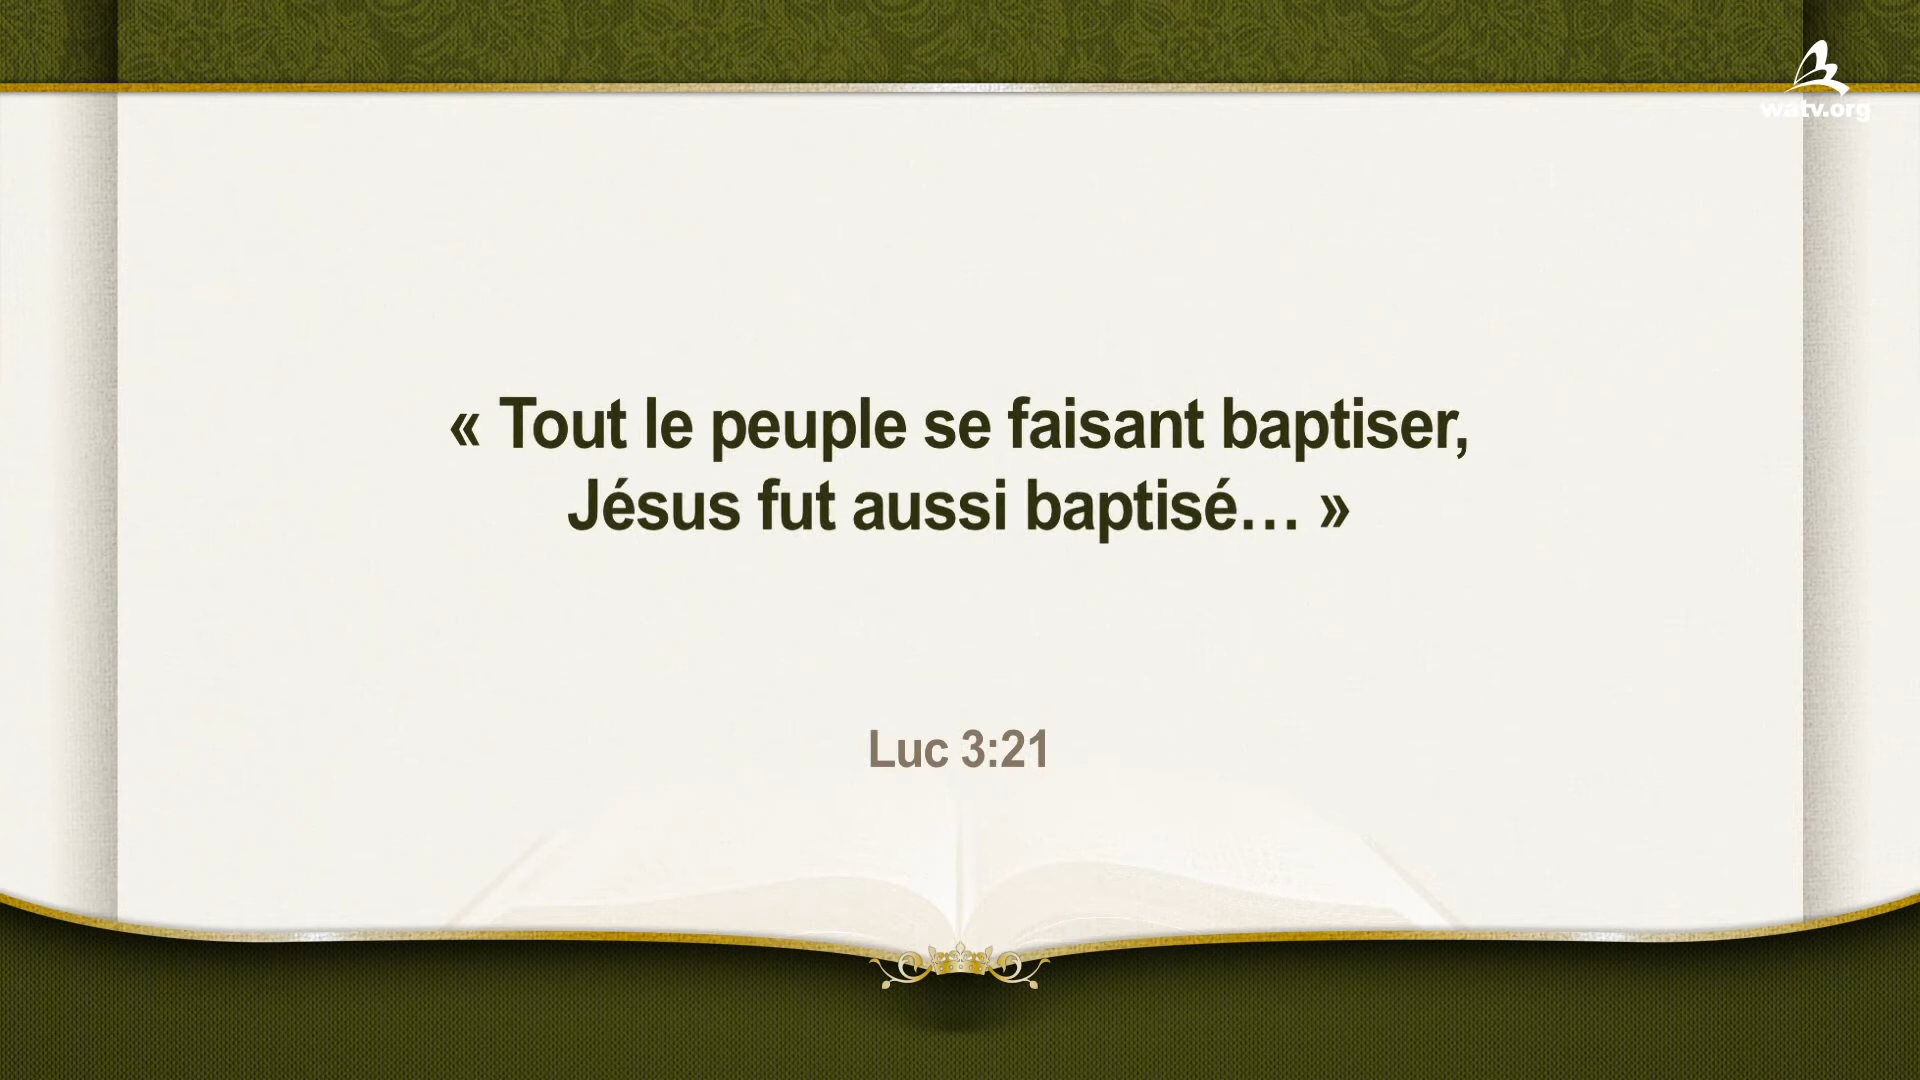 watv.org
« Tout le peuple se faisant baptiser,
Jésus fut aussi baptisé… »
Luc 3:21